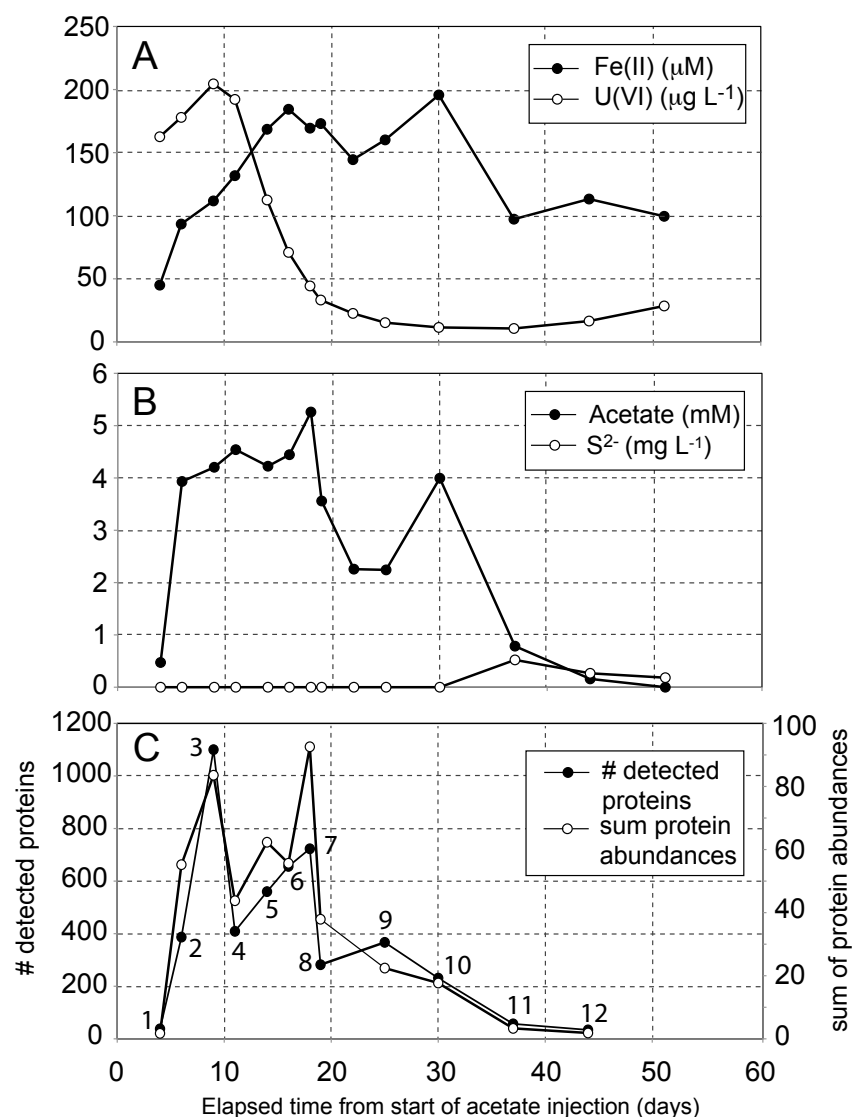 A
Fe(II) (μM)
U(VI) (μg L-1)
250
200
150
100
50
0
B
Acetate (mM)
S2- (mg L-1)
6
5
4
3
2
1
0
C
# detected
proteins
sum protein
abundances
# detected proteins
1200
1000
800
600
400
200
0
1
2
3
4
5
6
7
8
9
10
11
12
100
80
60
40
20
0
sum of protein abundances
0 10 20 30 40 50 60
Elapsed time from start of acetate injection (days)